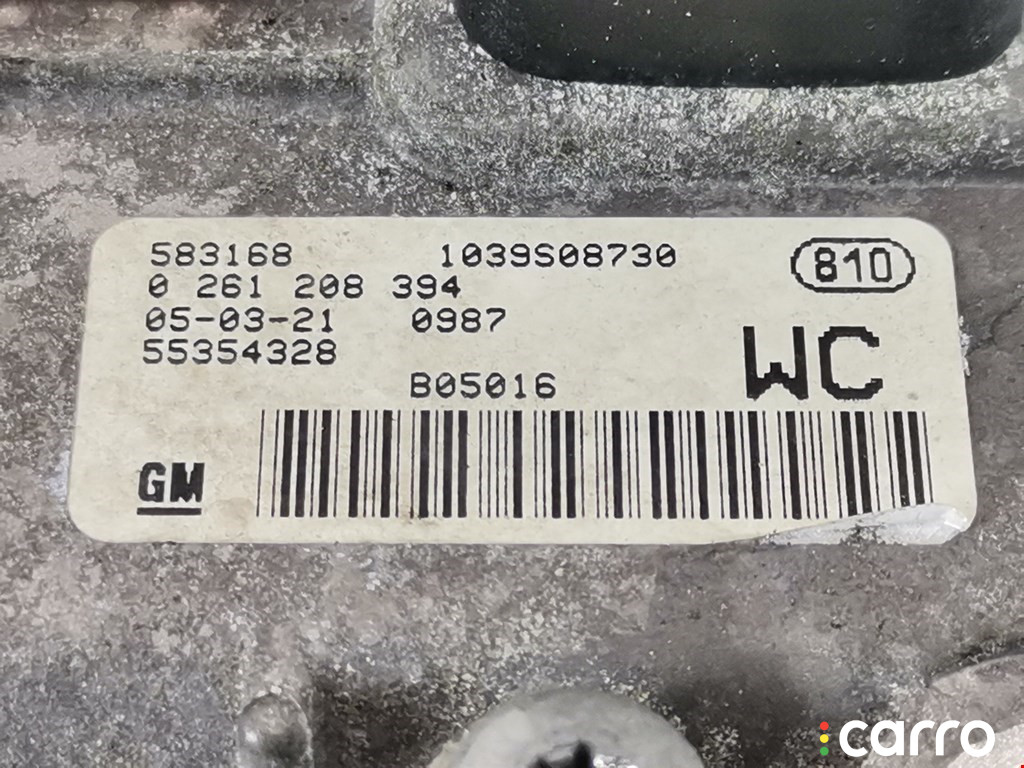 583168 1039S08730 810
0 261 208 394
05-03-21 0987
55354328 WC
B05016
GM
carro